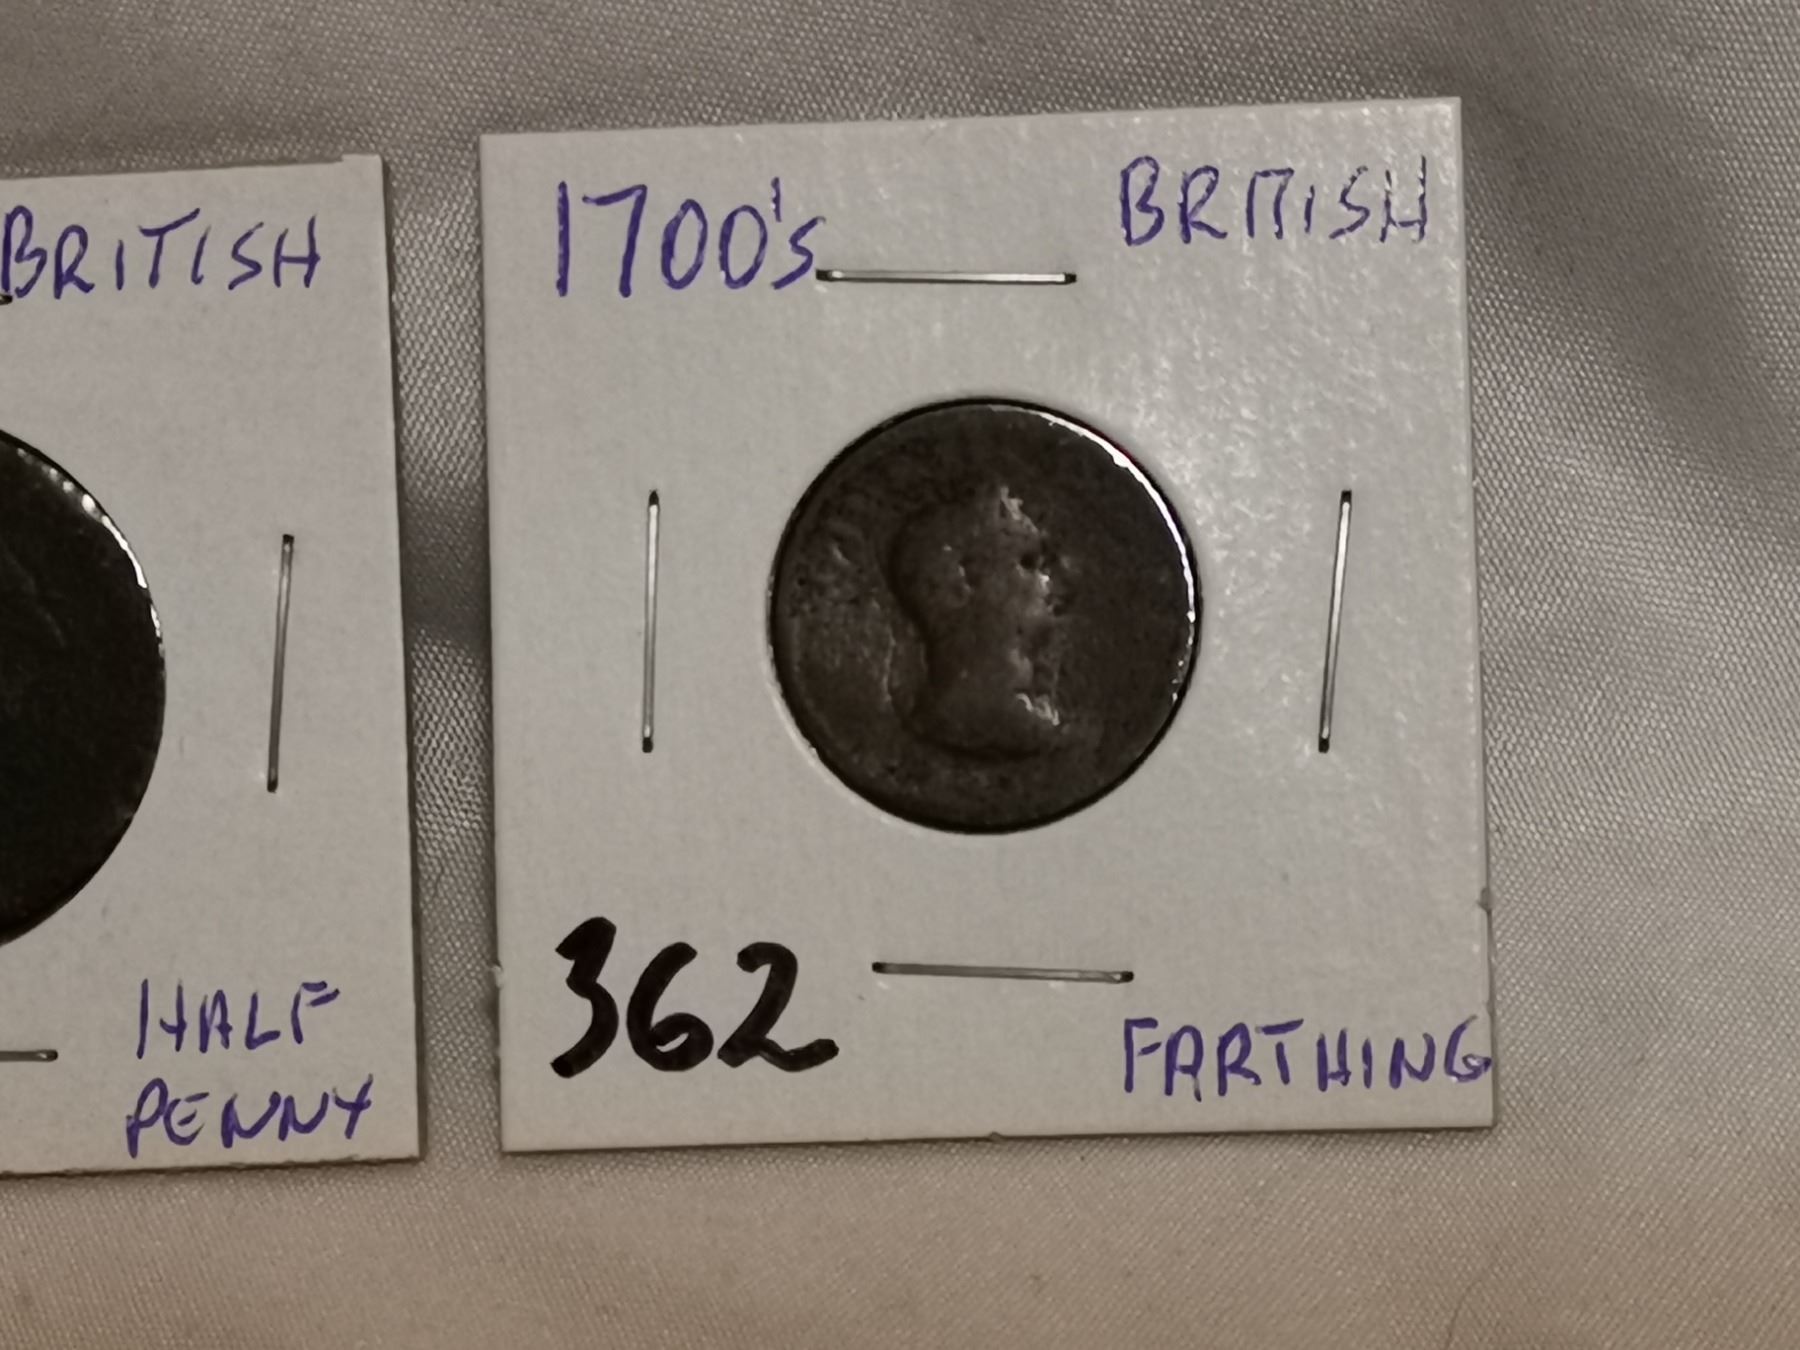 BRITISH
HALF
PENNY
1700's
BRITISH
362
FARTHING